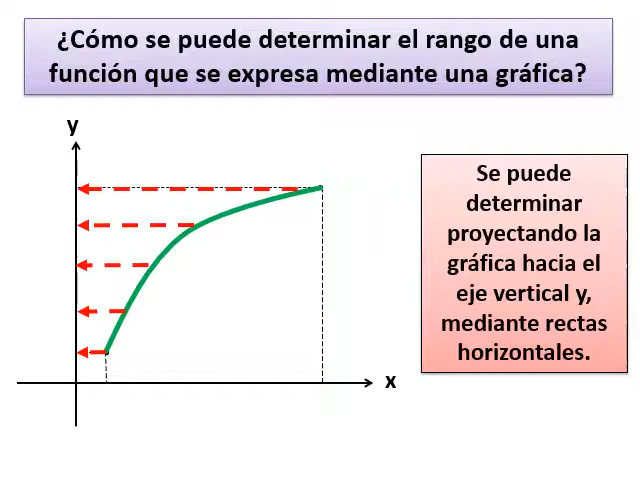 ¿Cómo se puede determinar el rango de una
función que se expresa mediante una gráfica?
y
Se puede
determinar
proyectando la
gráfica hacia el
eje vertical y,
mediante rectas
horizontales.
x